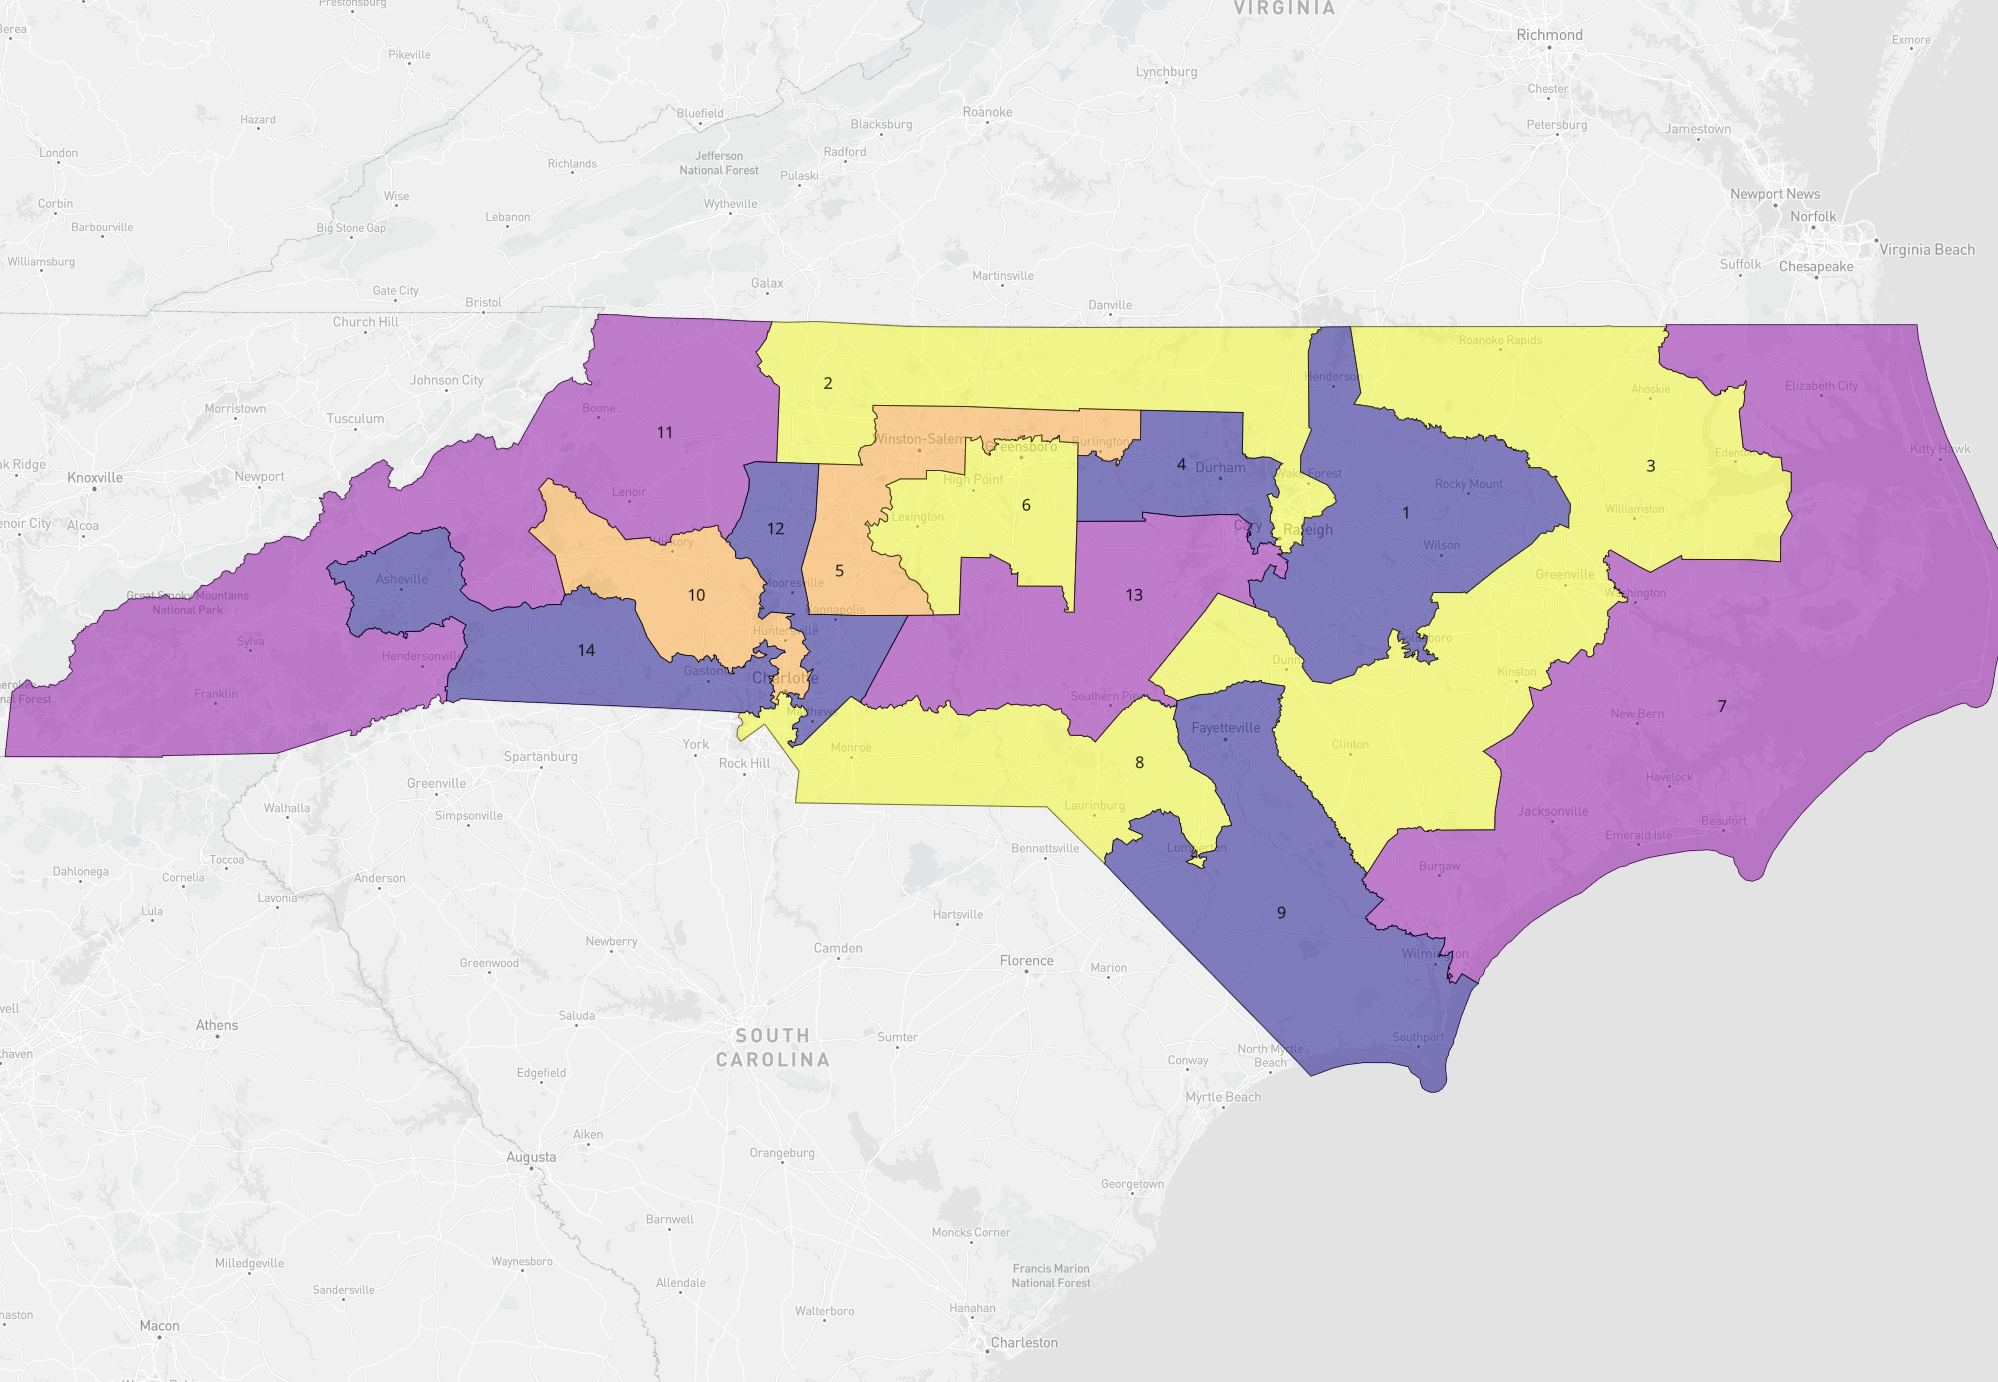 VIRGINIA
Prestonsburg
Richmond
Exmore
Pikeville
Lynchburg
Chester
Bluefield
Roanoke
Hazard
Blacksburg
Petersburg
Jamestown
London
Radford
Jefferson
National Forest
Richlands
Pulaski
Wise
Newport News
Corbin
Wytheville
Lebanon
Norfolk
Barbourville
Big Stone Gap
Virginia Beach
Williamsburg
Suffolk
Chesapeake
Martinsville
Galax
Gate City
Bristol
Danville
Church Hill
Roanoke Rapids
Henderson
Johnson City
2
Elizabeth City
Ahoskie
Boone
Morristown
Tusculum
11
Winston-Salem
Burlington
Greensboro
Kitty Hawk
Edenton
ak Ridge
4
Durham
3
Knoxville
Newport
Wake Forest
High Point
Rocky Mount
Lenoir
6
1
Williamston
enoir City
Alcoa
Lexington
12
Cary
Raleigh
Hickory
Wilson
5
Greenville
Asheville
Mooresville
Great Smoky Mountains
National Park
10
13
Washington
Kannapolis
Huntersville
Goldsboro
Sylva
14
Hendersonville
Dunn
Gastonia
Charlotte
Kinston
nal Forest
Franklin
Southern Pines
7
Matthews
New Bern
Fayetteville
York
Monroe
Clinton
Spartanburg
Rock Hill
8
Havelock
Greenville
Walhalla
Laurinburg
Jacksonville
Simpsonville
Beaufort
Emerald Isle
Bennettsville
Lumberton
Toccoa
Burgaw
Dahlonega
Cornelia
Anderson
Lavonia
Lula
9
Hartsville
Newberry
Camden
Wilmington
Greenwood
Florence
Marion
Saluda
Athens
SOUTH
CAROLINA
Sumter
Southport
North Myrtle
Beach
Conway
Edgefield
Myrtle Beach
Aiken
Orangeburg
Augusta
Georgetown
Barnwell
Moncks Corner
Milledgeville
Waynesboro
Francis Marion
National Forest
Allendale
Sandersville
Hanahan
Walterboro
Macon
Charleston